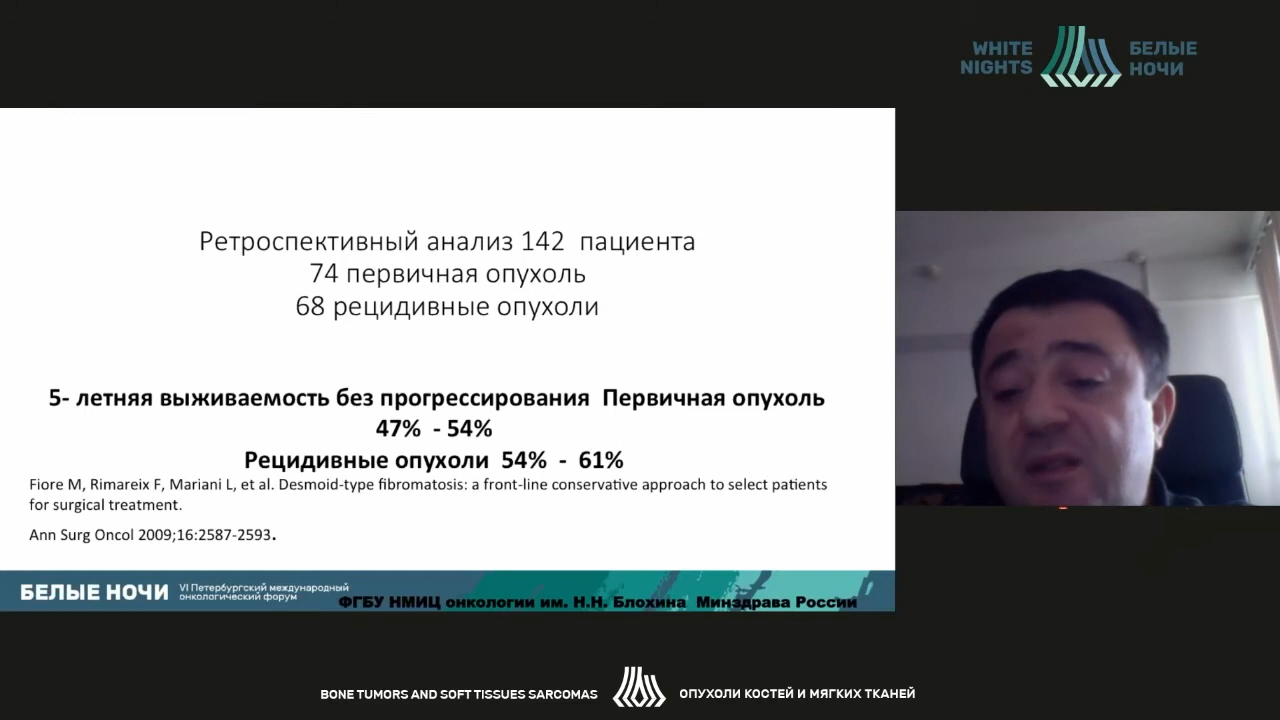 WHITE
NIGHTS
БЕЛЫЕ
НОЧИ
Ретроспективный анализ 142 пациента
74 первичная опухоль
68 рецидивные опухоли
5- летняя выживаемость без прогрессирования Первичная опухоль
47% - 54%
Рецидивные опухоли 54% - 61%
Fiore M, Rimareix F, Mariani L, et al. Desmoid-type fibromatosis: a front-line conservative approach to select patients
for surgical treatment.
Ann Surg Oncol 2009;16:2587-2593.
БЕЛЫЕ НОЧИ
VI Петербургский международный
онкологический форум
ФГБУ НМИЦ онкологии им. Н.Н. Блохина Минздрава России
BONE TUMORS AND SOFT TISSUES SARCOMAS
ОПУХОЛИ КОСТЕЙ И МЯГКИХ ТКАНЕЙ